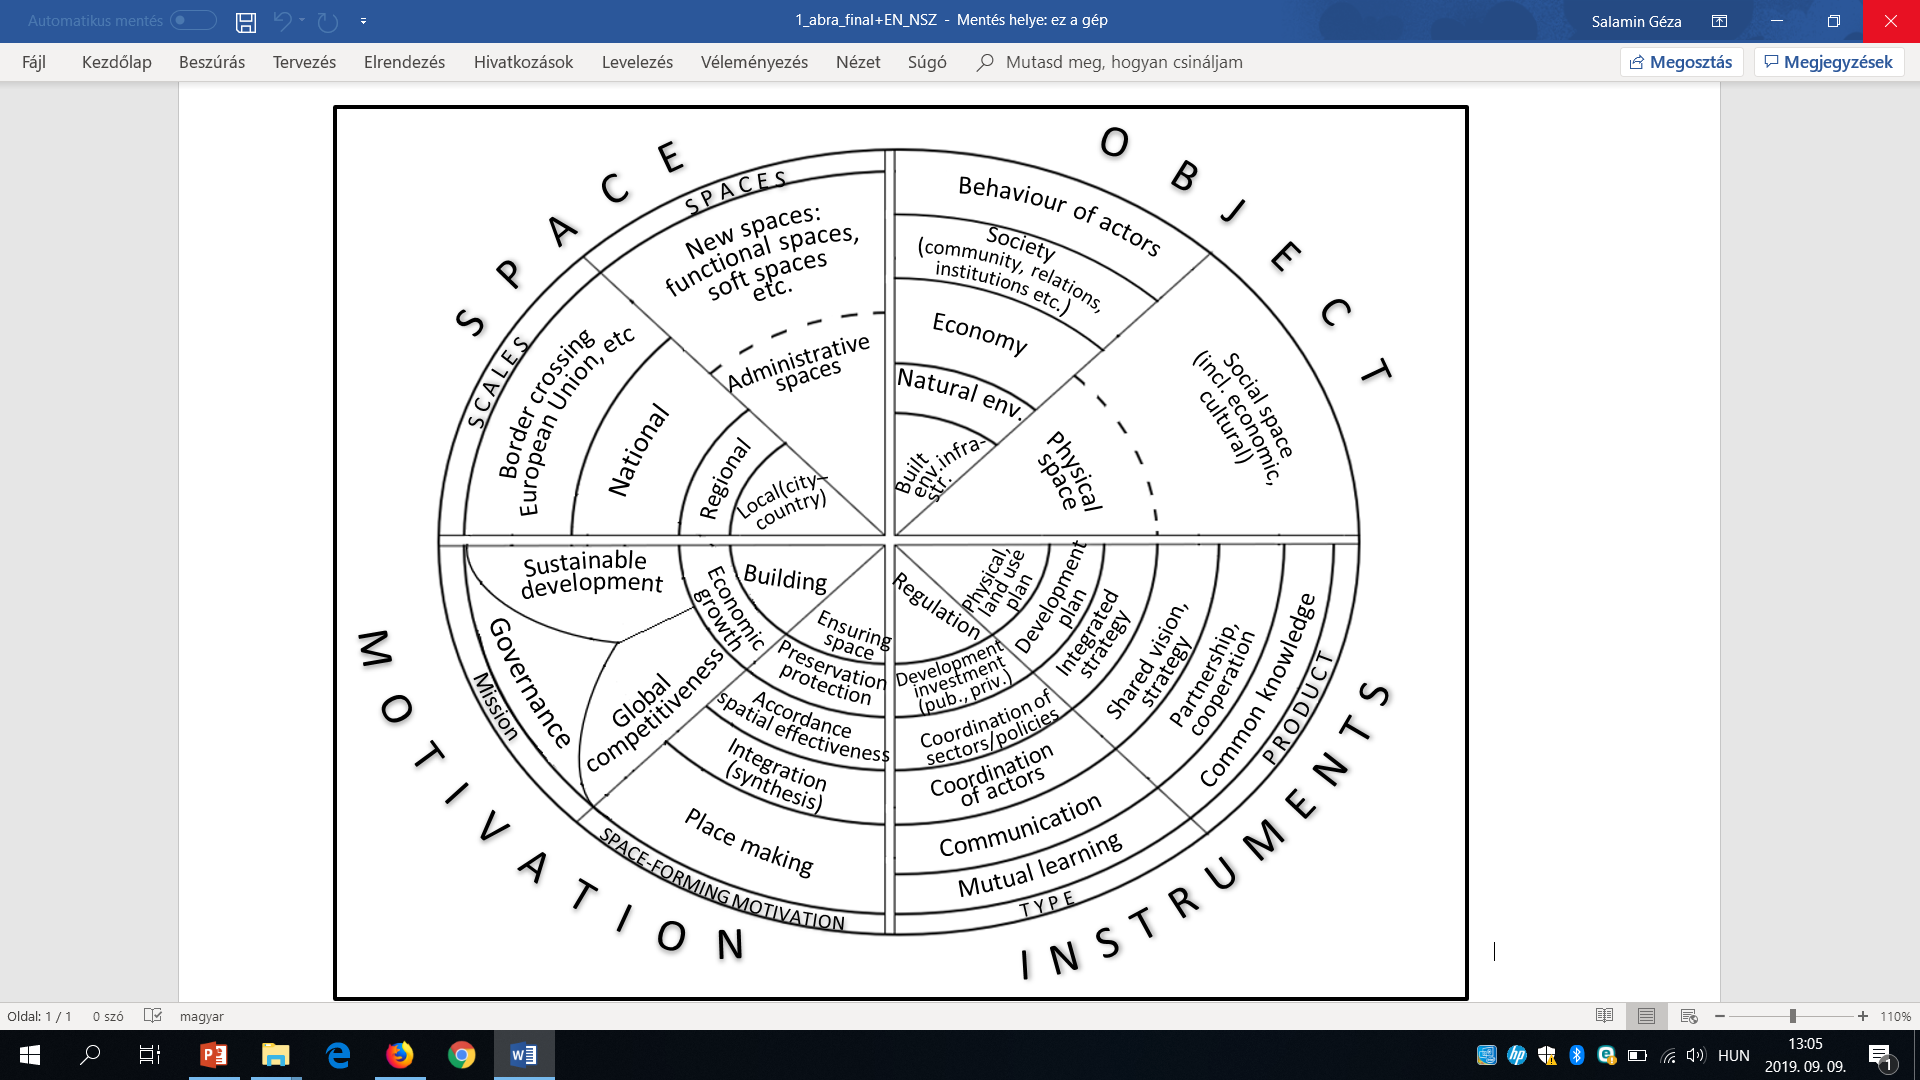 Automatikus mentés
1_abra_final+EN_NSZ - Mentés helye: ez a gép
Salamin Géza
Fájl
Kezdőlap
Beszúrás
Tervezés
Elrendezés
Hivatkozások
Levelezés
Véleményezés
Nézet
Súgó
Mutasd meg, hogyan csináljam
Megosztás
Megjegyzések
SPACE
SPACES
New spaces:
functional spaces,
soft spaces
etc.
Administrative
spaces
SCALES
Border crossing
European Union, etc
National
Regional
Local(city–
country)
OBJECT
Behaviour of actors
Society
(community, relations,
institutions etc.)
Economy
Natural env.
Built
env.infra-
str.
Physical
space
Social space
(incl. economic,
cultural)
MOTIVATION
Mission
Sustainable
development
Governance
Global
competitiveness
Economic
growth
Building
Ensuring
space
Preservation
protection
Accordance
spatial effectiveness
Integration
(synthesis)
Place making
SPACE-FORMING MOTIVATION
INSTRUMENTS
Regulation
Development
investment
(pub., priv.)
Coordination of
sectors/policies
Coordination
of actors
Communication
Mutual learning
TYPE
Physical,
land use
plan
Development
plan
Integrated
strategy
Shared vision,
strategy
Partnership,
cooperation
Common knowledge
PRODUCT
Oldal: 1 / 1
0 szó
magyar
110%
HUN
13:05
2019. 09. 09.
1